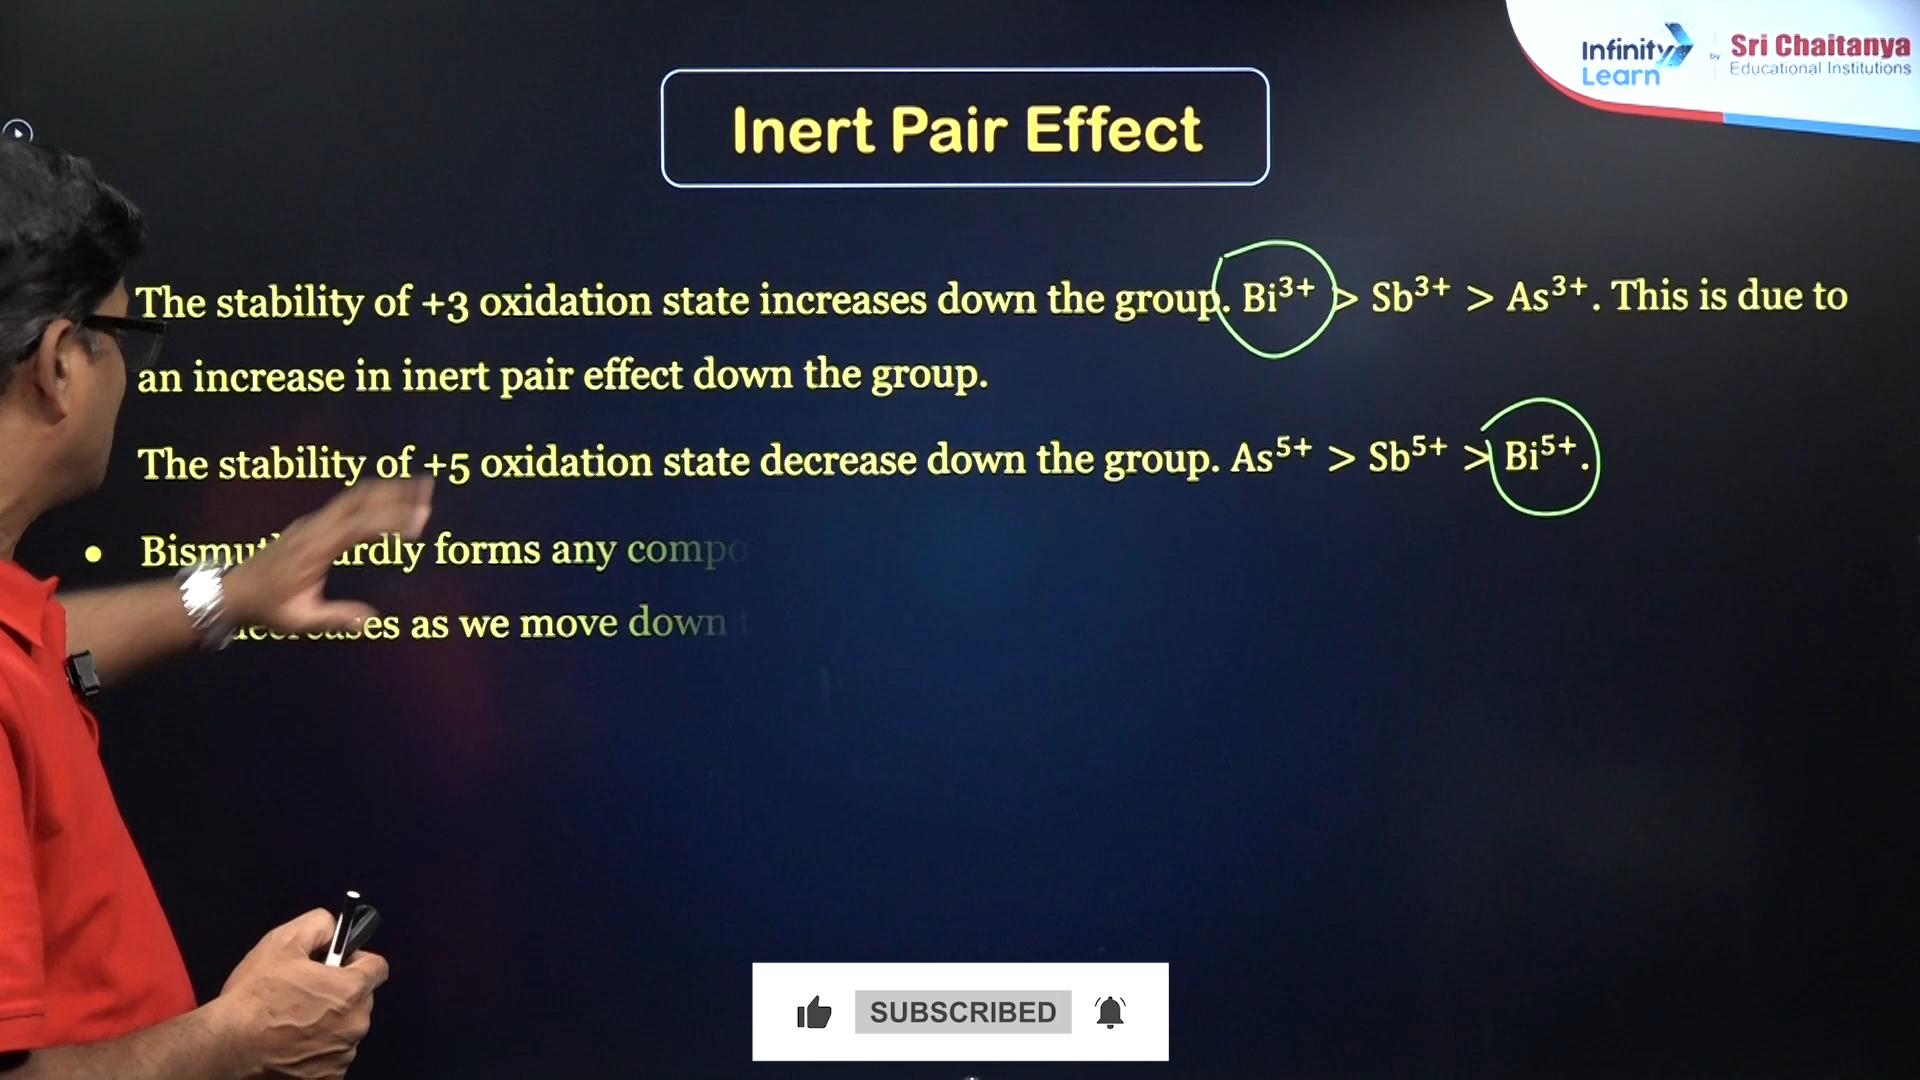 Infinity Learn by Sri Chaitanya Educational Institutions
Inert Pair Effect
The stability of +3 oxidation state increases down the group. Bi³⁺ > Sb³⁺ > As³⁺. This is due to
an increase in inert pair effect down the group.
The stability of +5 oxidation state decrease down the group. As⁵⁺ > Sb⁵⁺ > Bi⁵⁺.
• forms any
as we move down
SUBSCRIBED